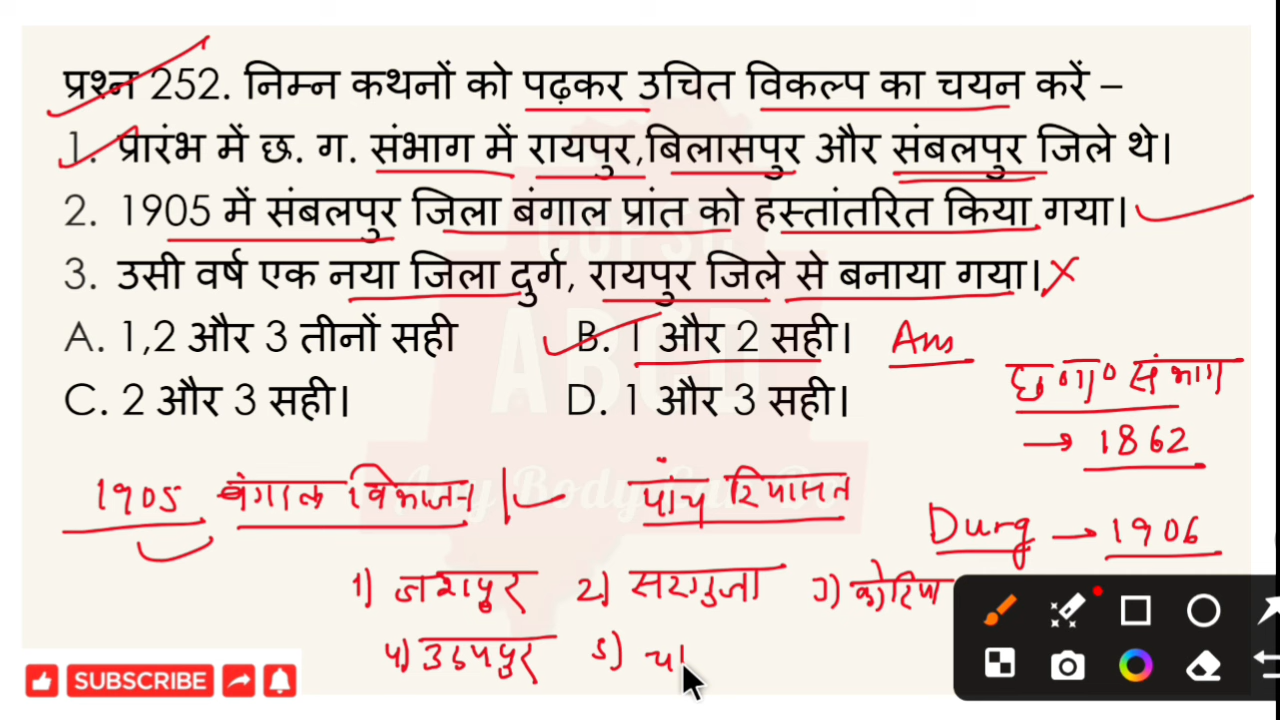 प्रश्न 252. निम्न कथनों को पढ़कर उचित विकल्प का चयन करें –
1. प्रारंभ में छ. ग. संभाग में रायपुर,बिलासपुर और संबलपुर जिले थे।
2. 1905 में संबलपुर जिला बंगाल प्रांत को हस्तांतरित किया गया।
3. उसी वर्ष एक नया जिला दुर्ग, रायपुर जिले से बनाया गया। X
A. 1,2 और 3 तीनों सही B. 1 और 2 सही। Ans
C. 2 और 3 सही। D. 1 और 3 सही।
छ०ग० संभाग
→ 1862
1905 बंगाल विभाजन | पांच रियासत
Durg → 1906
1) जशपुर 2) सरगुजा 3) कोरिया
4) उदयपुर 5) चां
SUBSCRIBE